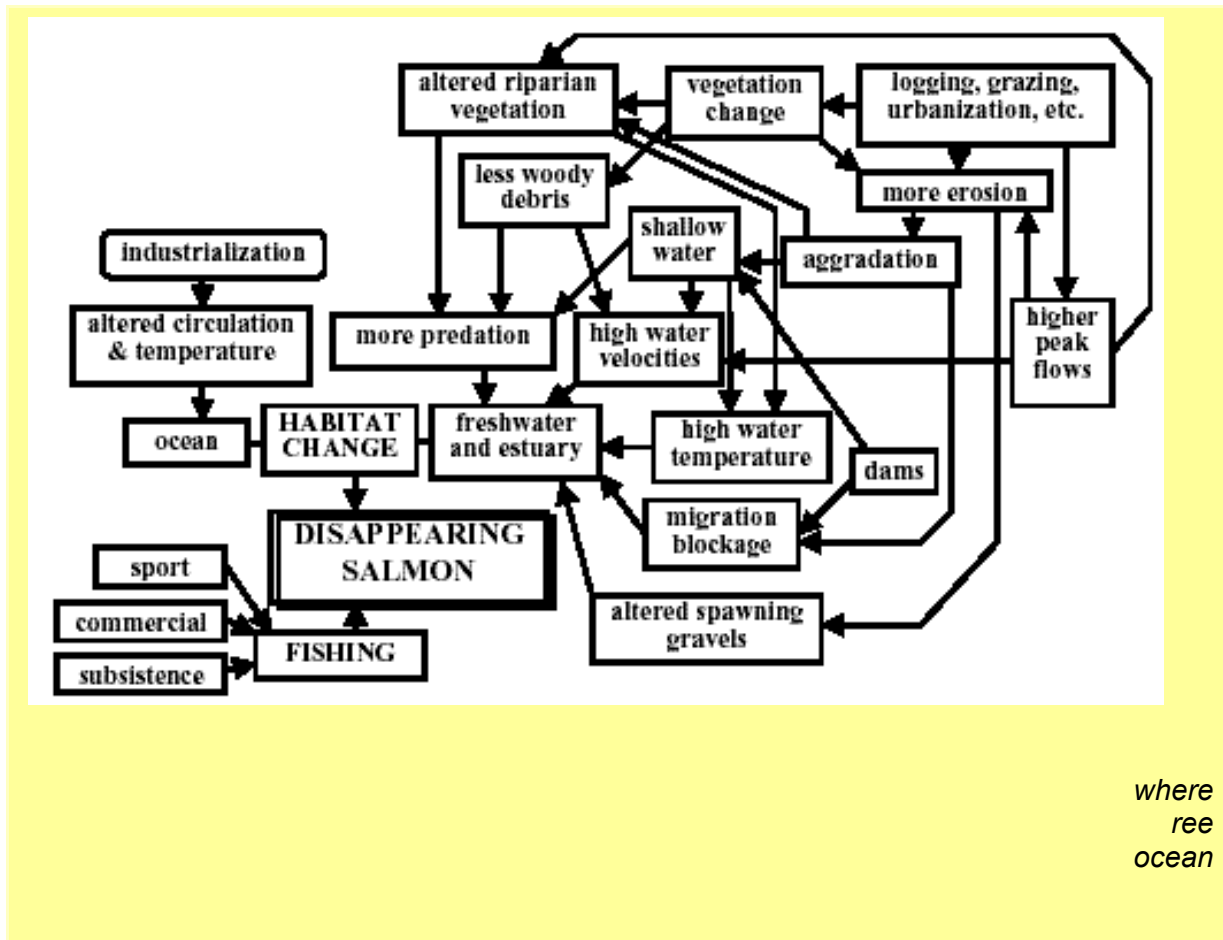 altered riparian
vegetation
vegetation
change
logging, grazing,
urbanization, etc.
less woody
debris
more erosion
shallow
water
industrialization
aggradation
altered circulation
& temperature
more predation
high water
velocities
higher
peak
flows
ocean
HABITAT
CHANGE
freshwater
and estuary
high water
temperature
dams
migration
blockage
DISAPPEARING
SALMON
sport
commercial
subsistence
FISHING
altered spawning
gravels
where
ree
ocean